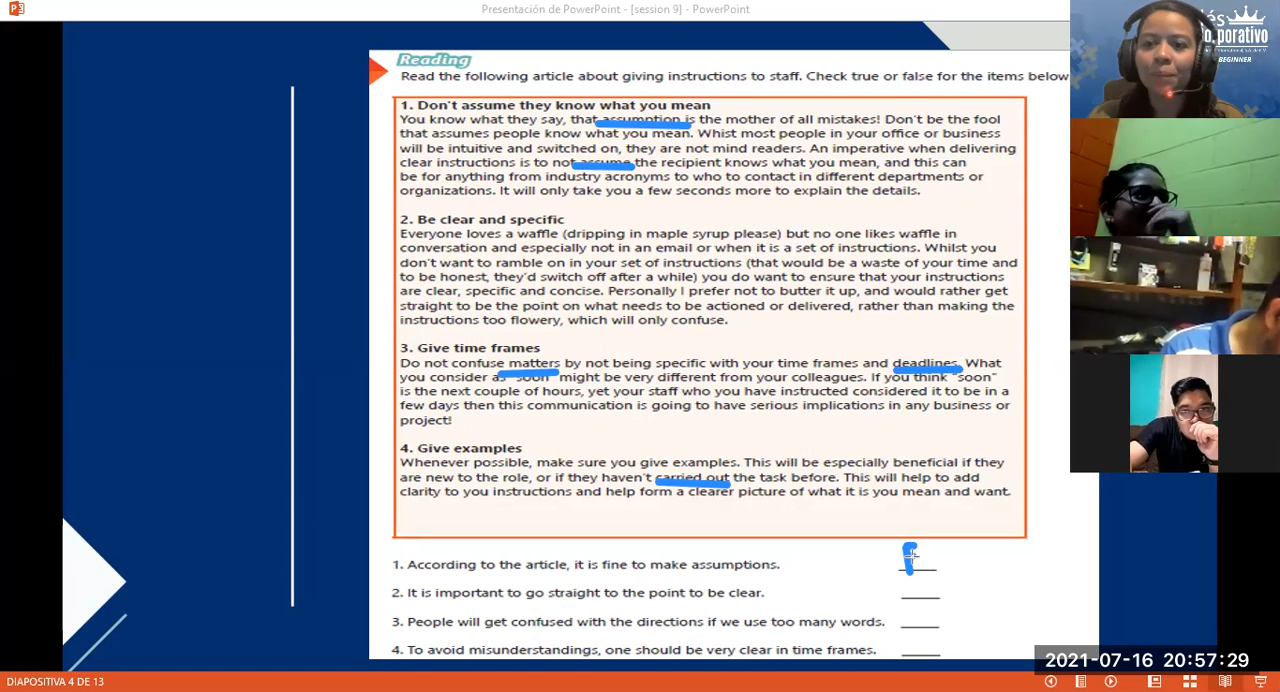 Presentación de PowerPoint - [session 9] - PowerPoint
Reading
Read the following article about giving instructions to staff. Check true or false for the items below
1. Don't assume they know what you mean
You know what they say, that assumption is the mother of all mistakes! Don't be the fool
that assumes people know what you mean. Whist most people in your office or business
will be intuitive and switched on, they are not mind readers. An imperative when delivering
clear instructions is to not assume the recipient knows what you mean, and this can
be for anything from industry acronyms to who to contact in different departments or
organizations. It will only take you a few seconds more to explain the details.
2. Be clear and specific
Everyone loves a waffle (dripping in maple syrup please) but no one likes waffle in
conversation and especially not in an email or when it is a set of instructions. Whilst you
don't want to ramble on in your set of instructions (that would be a waste of your time and
to be honest, they'd switch off after a while) you do want to ensure that your instructions
are clear, specific and concise. Personally I prefer not to butter it up, and would rather get
straight to be the point on what needs to be actioned or delivered, rather than making the
instructions too flowery, which will only confuse.
3. Give time frames
Do not confuse matters by not being specific with your time frames and deadlines. What
you consider as "soon" might be very different from your colleagues. If you think "soon"
is the next couple of hours, yet your staff who you have instructed considered it to be in a
few days then this communication is going to have serious implications in any business or
project!
4. Give examples
Whenever possible, make sure you give examples. This will be especially beneficial if they
are new to the role, or if they haven't carried out the task before. This will help to add
clarity to you instructions and help form a clearer picture of what it is you mean and want.
1. According to the article, it is fine to make assumptions.
2. It is important to go straight to the point to be clear.
3. People will get confused with the directions if we use too many words.
4. To avoid misunderstandings, one should be very clear in time frames.
BEGINNER
2021-07-16 20:57:29
DIAPOSITIVA 4 DE 13